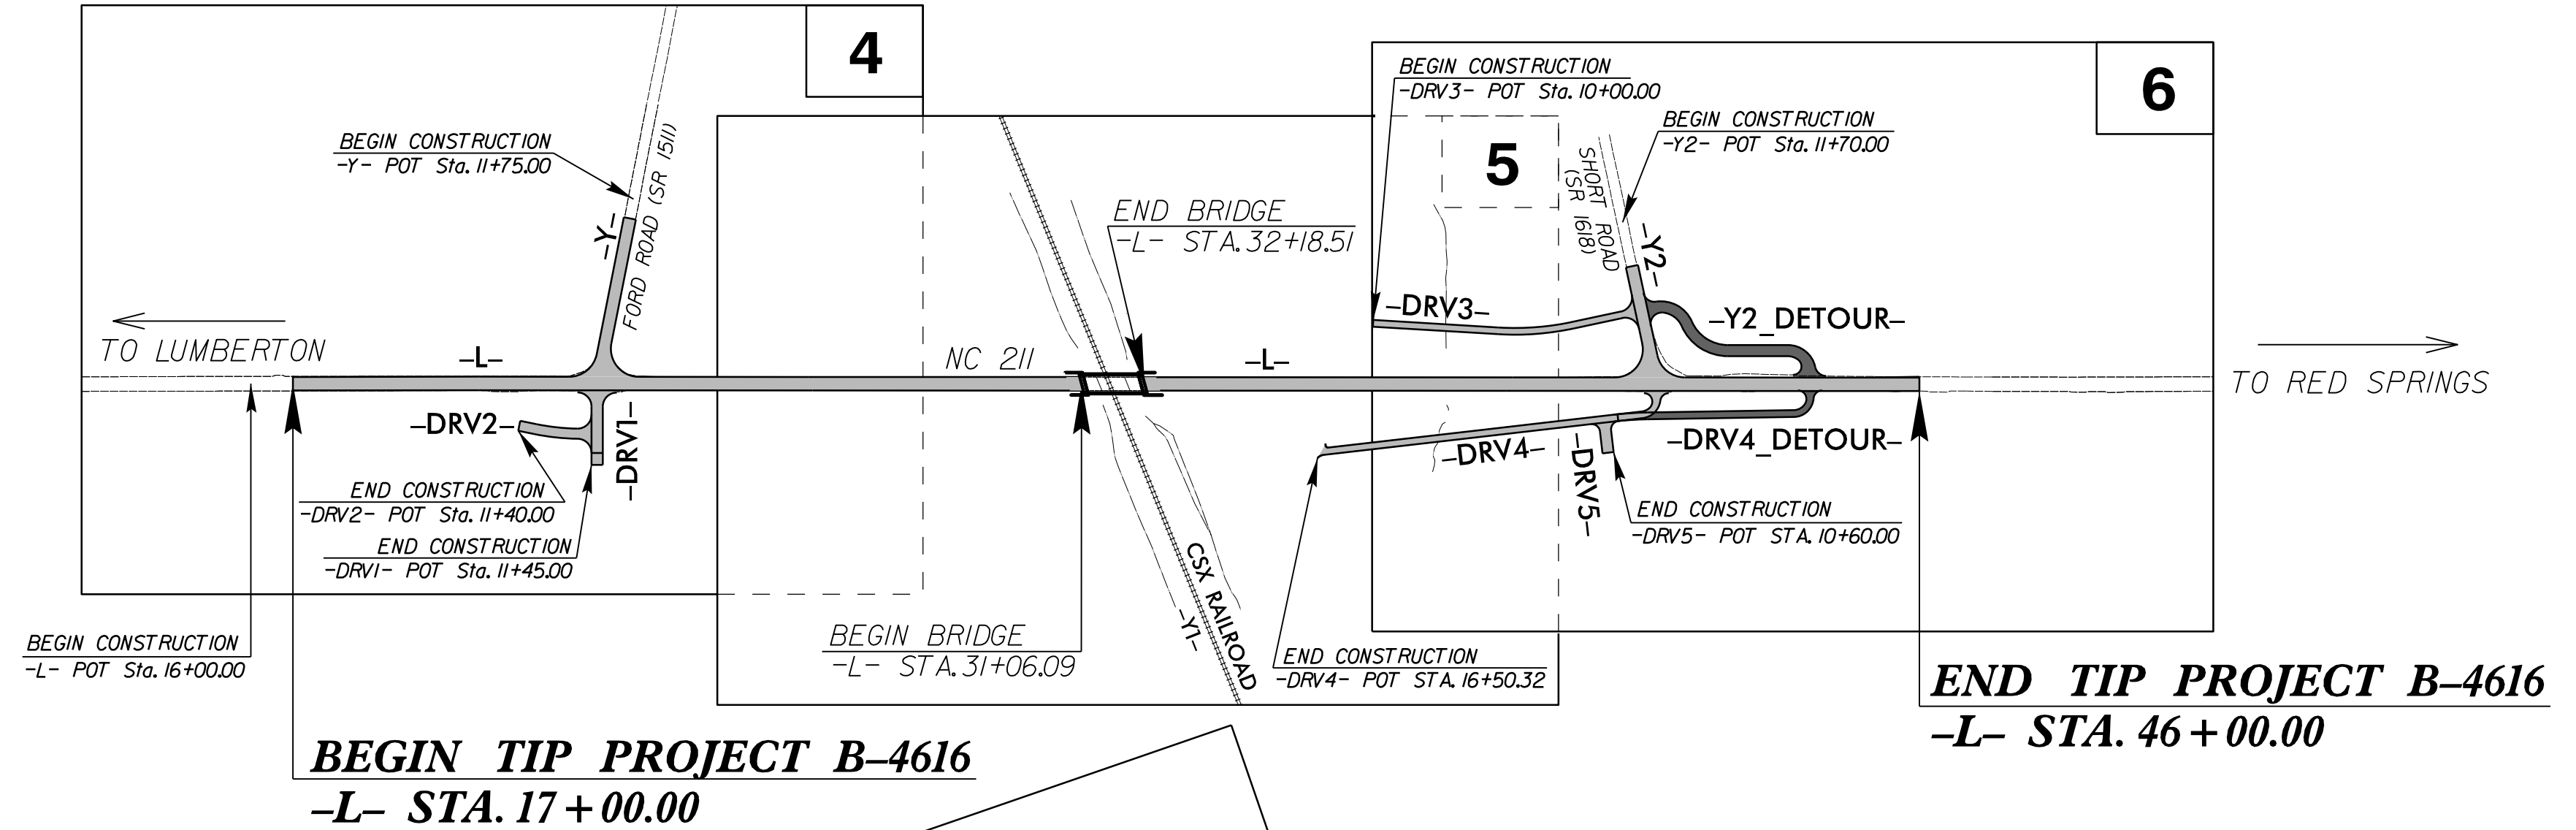 4
6
5
BEGIN CONSTRUCTION
-DRV3- POT Sta. 10+00.00
BEGIN CONSTRUCTION
-Y2- POT Sta. 11+70.00
BEGIN CONSTRUCTION
-Y- POT Sta. 11+75.00
FORD ROAD (SR 1511)
-Y-
SHORT ROAD
(SR 1618)
-Y2-
END BRIDGE
-L- STA. 32+18.51
-DRV3-
-Y2_DETOUR-
TO LUMBERTON
-L-
NC 211
-L-
TO RED SPRINGS
-DRV2-
-DRV1-
-DRV4-
-DRV5-
-DRV4_DETOUR-
END CONSTRUCTION
-DRV2- POT Sta. 11+40.00
END CONSTRUCTION
-DRV1- POT Sta. 11+45.00
END CONSTRUCTION
-DRV5- POT STA. 10+60.00
CSX RAILROAD
-Y1-
BEGIN CONSTRUCTION
-L- POT Sta. 16+00.00
BEGIN BRIDGE
-L- STA. 31+06.09
END CONSTRUCTION
-DRV4- POT STA. 16+50.32
END TIP PROJECT B-4616
-L- STA. 46+00.00
BEGIN TIP PROJECT B-4616
-L- STA. 17+00.00